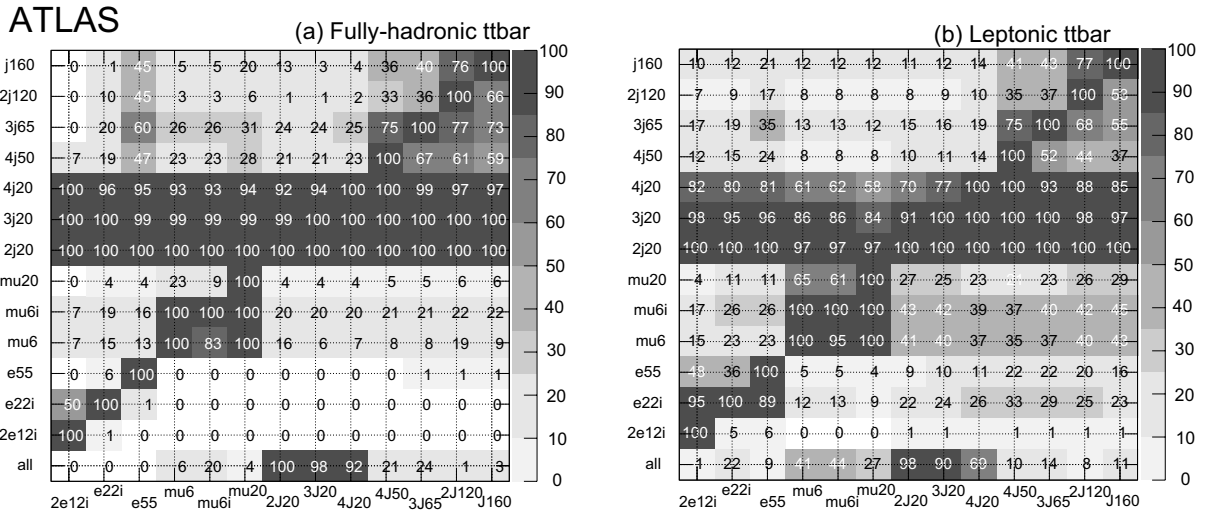 ATLAS
(a) Fully-hadronic ttbar
j160 0 1 45 5 5 20 13 3 4 36 40 76 100
2j120 0 10 45 3 3 6 1 1 2 33 36 100 66
3j65 0 20 60 26 26 31 24 24 25 75 100 77 73
4j50 7 19 47 23 23 28 21 21 23 100 67 61 59
4j20 100 96 95 93 93 94 92 94 100 100 99 97 97
3j20 100 100 99 99 99 99 99 100 100 100 100 100 100
2j20 100 100 100 100 100 100 100 100 100 100 100 100 100
mu20 0 4 4 23 9 100 4 4 4 5 5 6 6
mu6i 7 19 16 100 100 100 20 20 20 21 21 22 22
mu6 7 15 13 100 83 100 16 6 7 8 8 19 9
e55 0 6 100 0 0 0 0 0 0 0 1 1 1
e22i 50 100 1 0 0 0 0 0 0 0 0 0 0
2e12i 100 1 0 0 0 0 0 0 0 0 0 0 0
all 0 0 0 6 20 4 100 98 92 21 24 1 3
2e12i e22i e55 mu6 mu6i mu20 2J20 3J20 4J20 4J50 3J65 2J120 J160
100
90
80
70
60
50
40
30
20
10
0
(b) Leptonic ttbar
j160 10 12 21 12 12 12 11 12 14 41 43 77 100
2j120 7 9 17 8 8 8 8 9 10 35 37 100 53
3j65 17 19 35 13 13 12 15 16 19 75 100 68 55
4j50 12 15 24 8 8 8 10 11 14 100 52 44 37
4j20 82 80 81 61 62 58 70 77 100 100 93 88 85
3j20 98 95 96 86 86 84 91 100 100 100 100 98 97
2j20 100 100 100 97 97 97 100 100 100 100 100 100 100
mu20 4 11 11 65 61 100 27 25 23 23 26 29
mu6i 17 26 26 100 100 100 43 42 39 37 40 42 45
mu6 15 23 23 100 95 100 41 40 37 35 37 40 43
e55 48 36 100 5 5 4 9 10 11 22 22 20 16
e22i 95 100 89 12 13 9 22 24 26 33 29 25 23
2e12i 100 5 6 0 0 0 1 1 1 1 1 1
all 1 22 9 41 44 27 98 90 69 10 14 8 11
2e12i e22i e55 mu6 mu6i mu20 2J20 3J20 4J20 4J50 3J65 2J120 J160
100
90
80
70
60
50
40
30
20
10
0